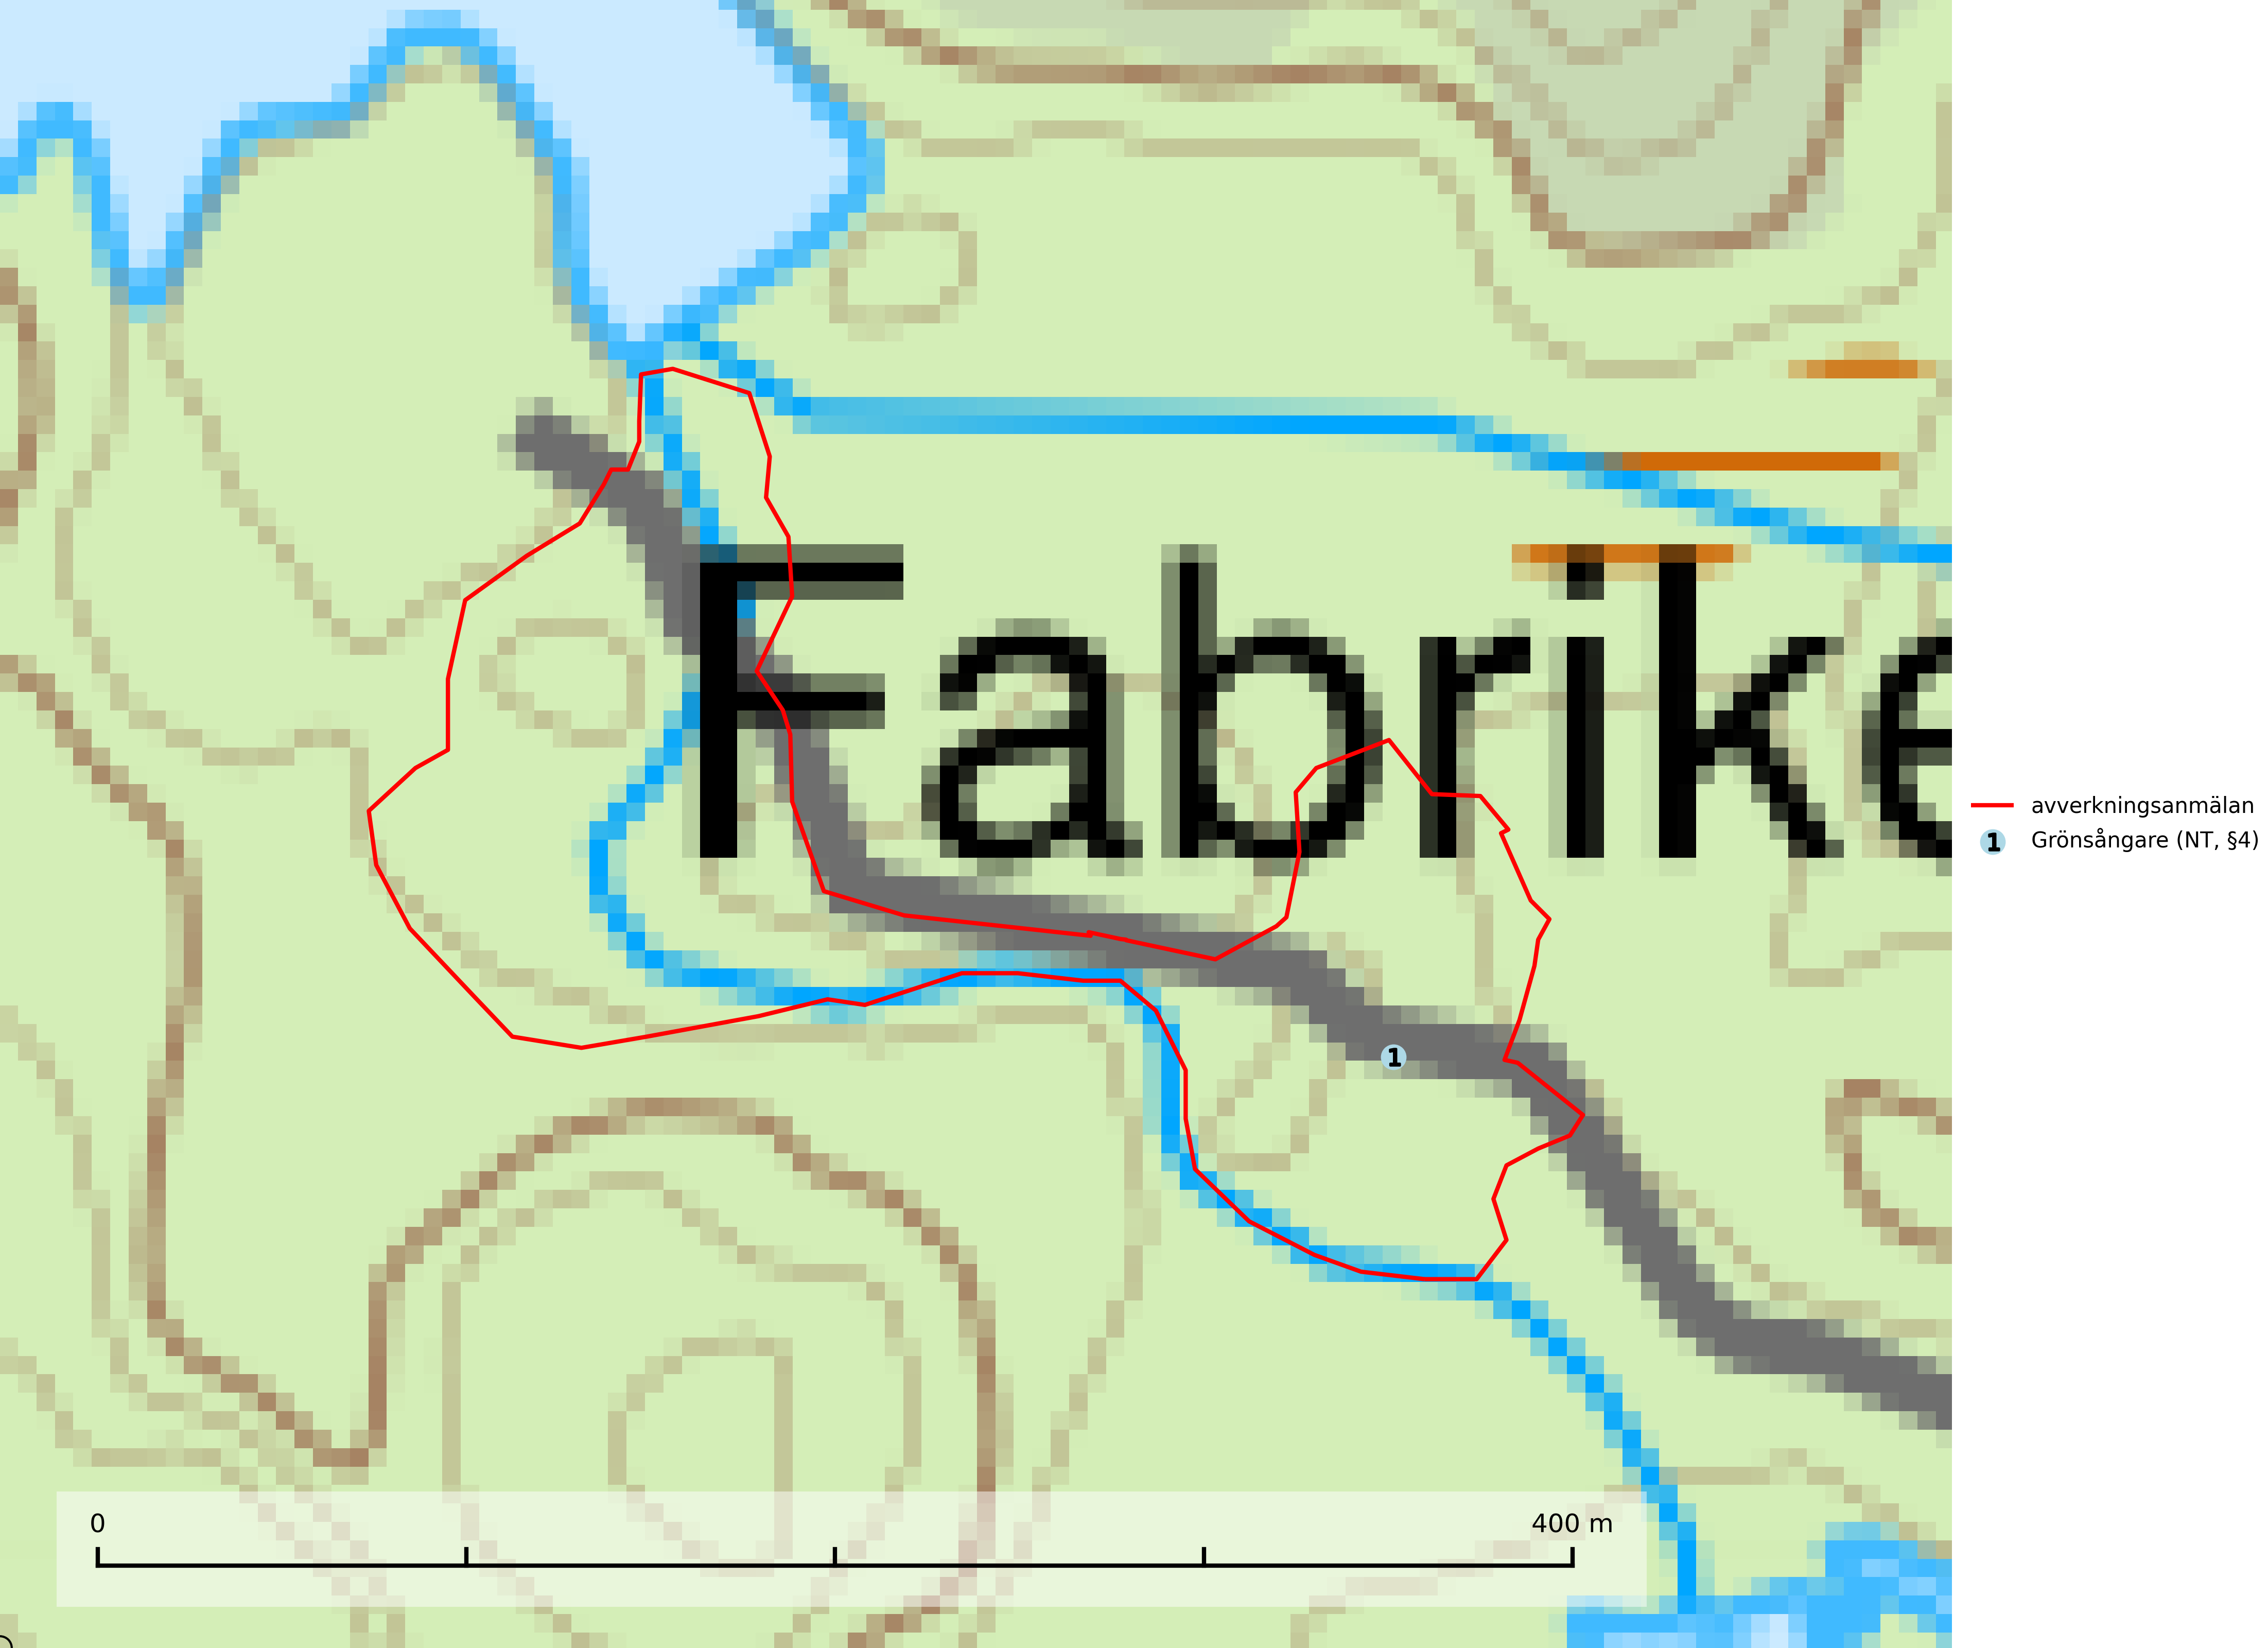 Fabrike
avverkningsanmälan
1 Grönsångare (NT, §4)
1
0 400 m